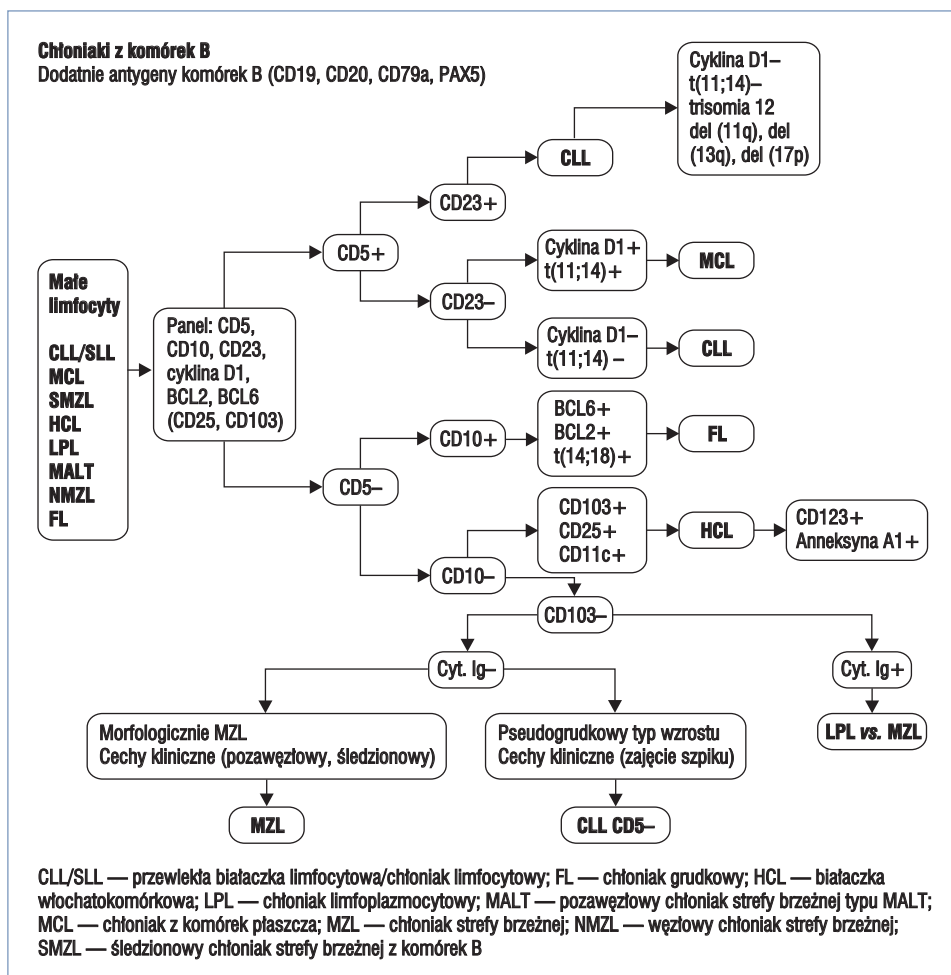 Chłoniaki z komórek B
Dodatnie antygeny komórek B (CD19, CD20, CD79a, PAX5)
Małe
limfocyty
CLL/SLL
MCL
SMZL
HCL
LPL
MALT
NMZL
FL
Panel: CD5,
CD10, CD23,
cyklina D1,
BCL2, BCL6
(CD25, CD103)
CD5+
CD23+
CLL
Cyklina D1–
t(11;14)–
trisomia 12
del (11q), del
(13q), del (17p)
CD23–
Cyklina D1+
t(11;14)+
MCL
Cyklina D1–
t(11;14) –
CLL
CD5–
CD10+
BCL6+
BCL2+
t(14;18)+
FL
CD10–
CD103+
CD25+
CD11c+
HCL
CD123+
Anneksyna A1+
CD103–
Cyt. Ig–
Cyt. Ig+
Morfologicznie MZL
Cechy kliniczne (pozawęzłowy, śledzionowy)
Pseudogrudkowy typ wzrostu
Cechy kliniczne (zajęcie szpiku)
LPL vs. MZL
MZL
CLL CD5–
CLL/SLL — przewlekła białaczka limfocytowa/chłoniak limfocytowy; FL — chłoniak grudkowy; HCL — białaczka
włochatokomórkowa; LPL — chłoniak limfoplazmocytowy; MALT — pozawęzłowy chłoniak strefy brzeżnej typu MALT;
MCL — chłoniak z komórek płaszcza; MZL — chłoniak strefy brzeżnej; NMZL — węzłowy chłoniak strefy brzeżnej;
SMZL — śledzionowy chłoniak strefy brzeżnej z komórek B